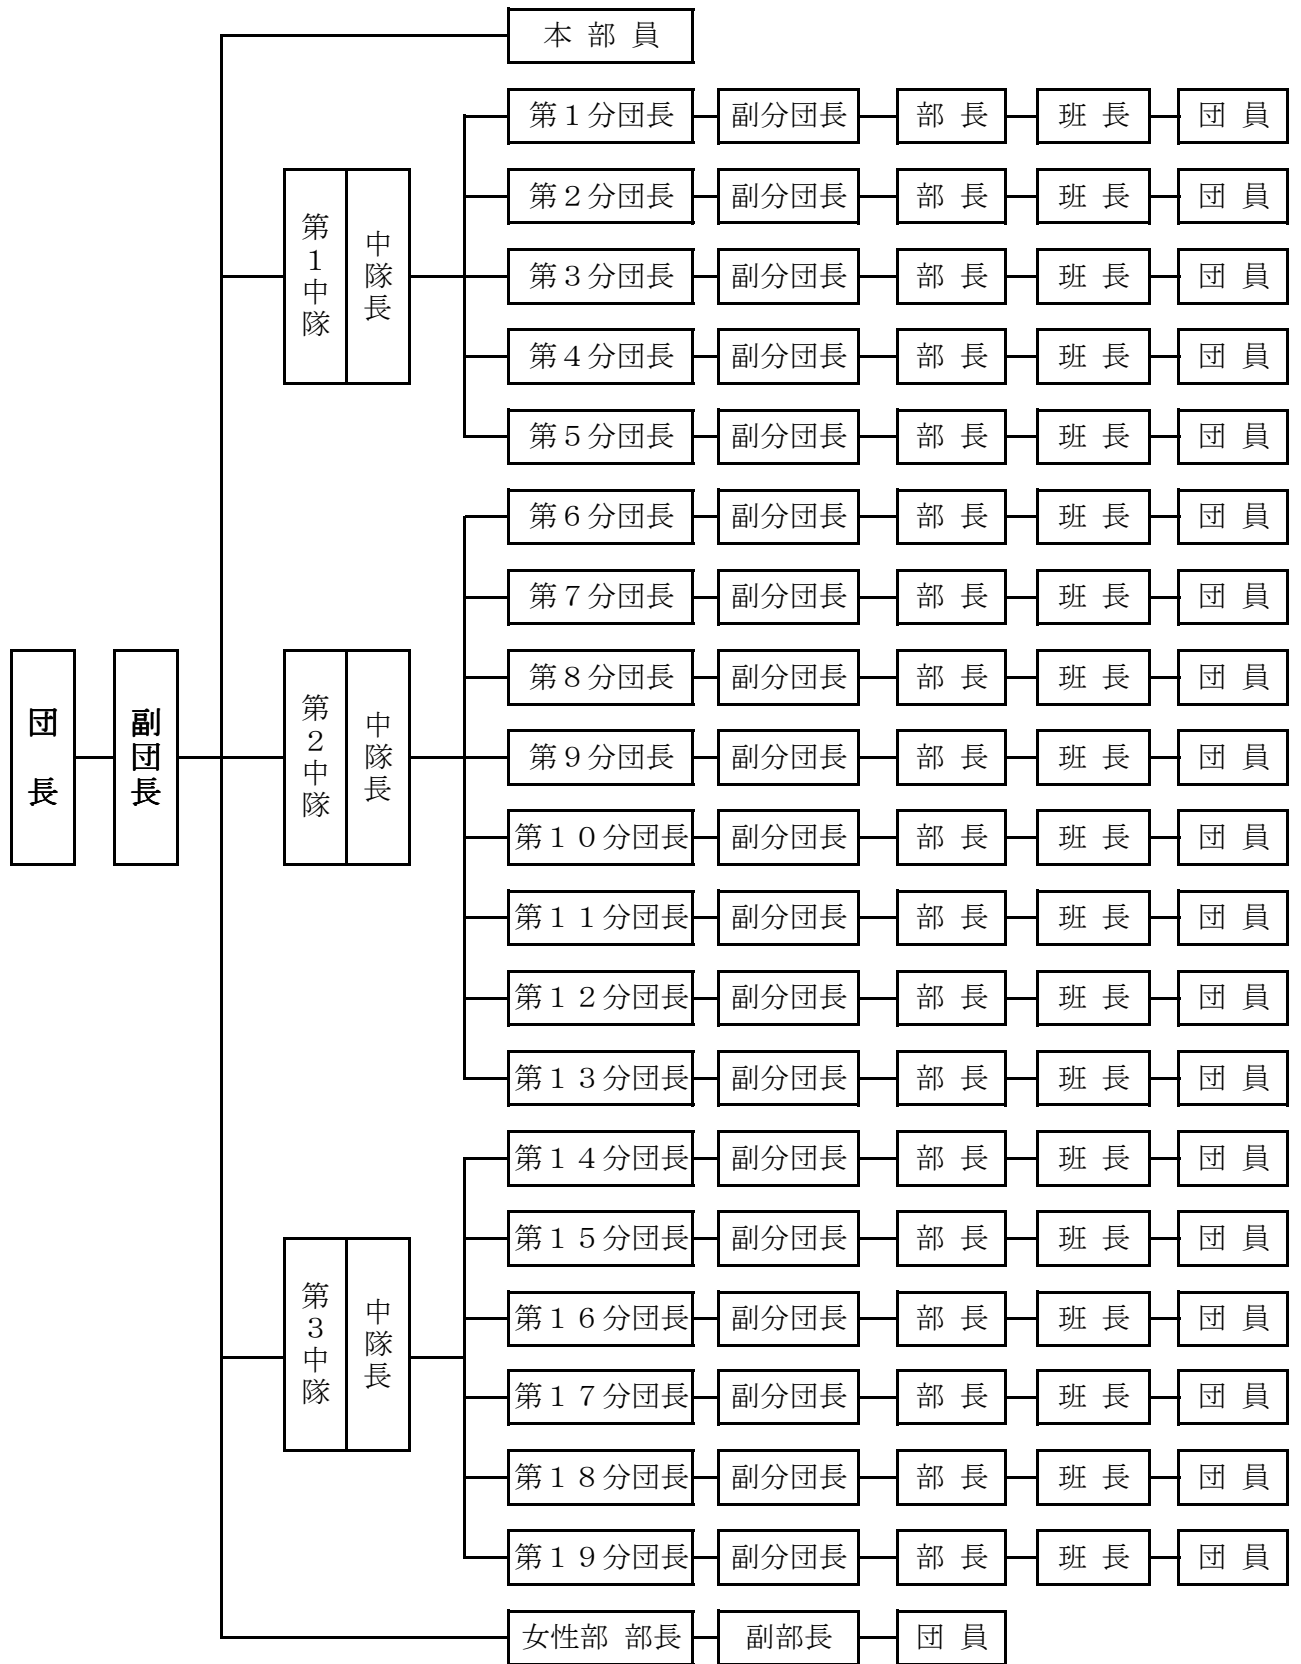 本 部 員
第１分団長 副分団長 部 長 班 長 団 員
第２分団長 副分団長 部 長 班 長 団 員
第１中隊 中隊長
第３分団長 副分団長 部 長 班 長 団 員
第４分団長 副分団長 部 長 班 長 団 員
第５分団長 副分団長 部 長 班 長 団 員
第６分団長 副分団長 部 長 班 長 団 員
第７分団長 副分団長 部 長 班 長 団 員
第８分団長 副分団長 部 長 班 長 団 員
団 長 副団長 第２中隊 中隊長
第９分団長 副分団長 部 長 班 長 団 員
第１０分団長 副分団長 部 長 班 長 団 員
第１１分団長 副分団長 部 長 班 長 団 員
第１２分団長 副分団長 部 長 班 長 団 員
第１３分団長 副分団長 部 長 班 長 団 員
第１４分団長 副分団長 部 長 班 長 団 員
第１５分団長 副分団長 部 長 班 長 団 員
第３中隊 中隊長
第１６分団長 副分団長 部 長 班 長 団 員
第１７分団長 副分団長 部 長 班 長 団 員
第１８分団長 副分団長 部 長 班 長 団 員
第１９分団長 副分団長 部 長 班 長 団 員
女性部 部長 副部長 団 員